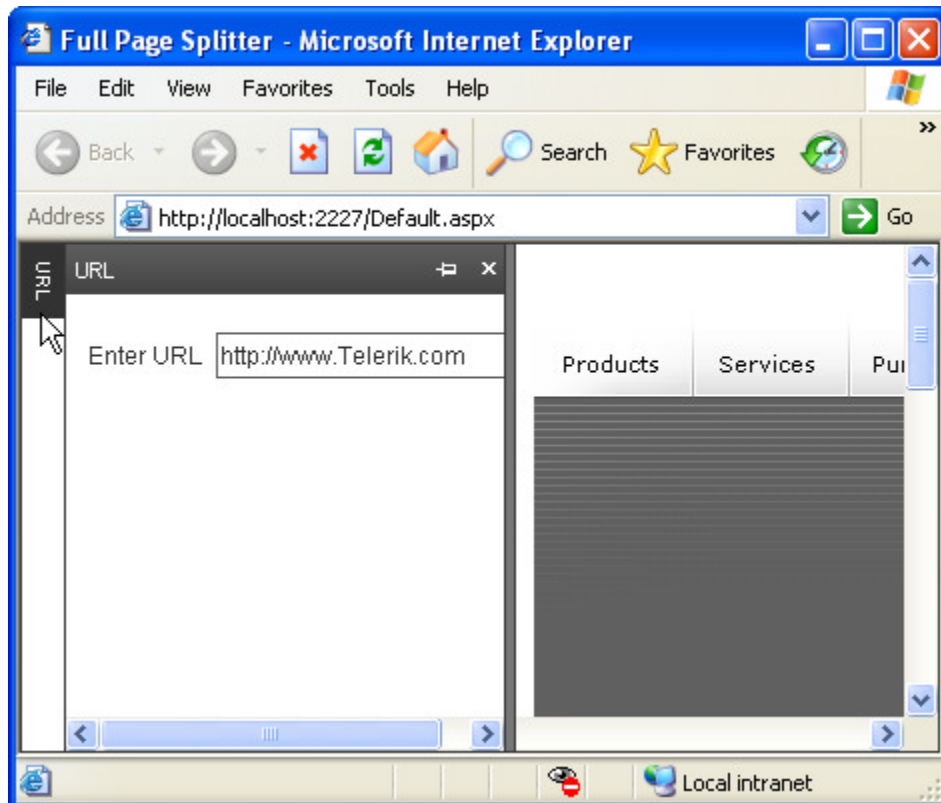 Full Page Splitter - Microsoft Internet Explorer
File Edit View Favorites Tools Help
Back Search Favorites »
Address http://localhost:2227/Default.aspx Go
URL
URL
Enter URL http://www.Telerik.com
Products Services Pur
Local intranet